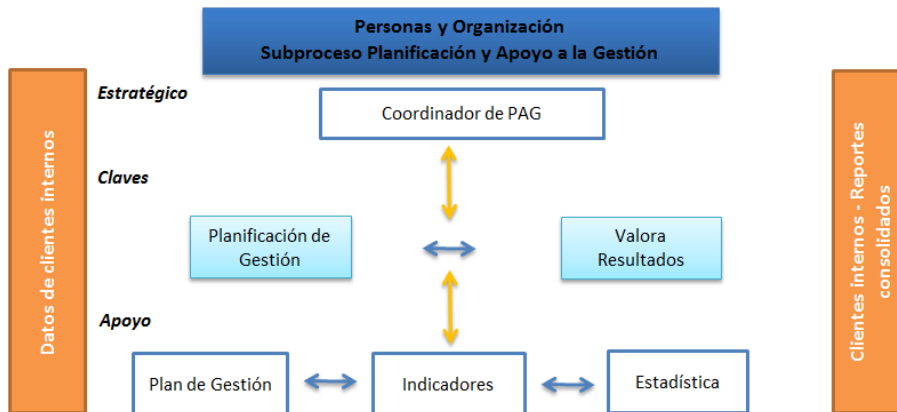 Personas y Organización
Subproceso Planificación y Apoyo a la Gestión
Datos de clientes internos
Estratégico
Coordinador de PAG
Claves
Planificación de
Gestión
Valora
Resultados
Apoyo
Plan de Gestión
Indicadores
Estadística
Clientes internos - Reportes
consolidados